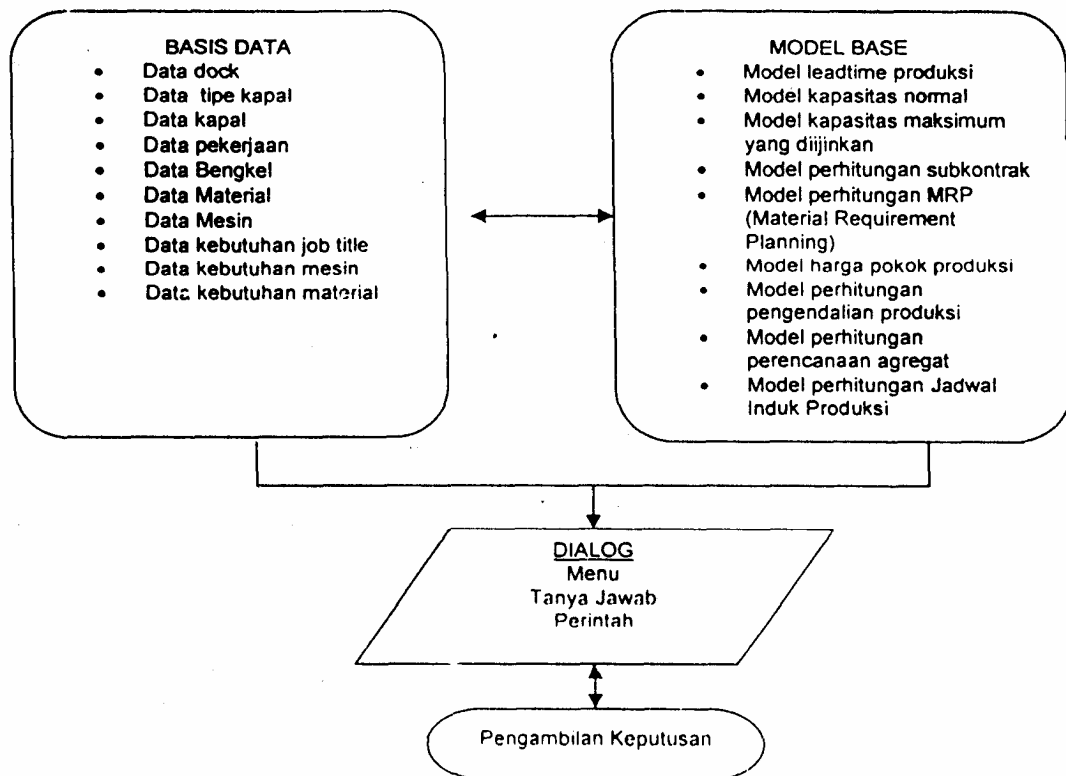 BASIS DATA
• Data dock
• Data tipe kapal
• Data kapal
• Data pekerjaan
• Data Bengkel
• Data Material
• Data Mesin
• Data kebutuhan job title
• Data kebutuhan mesin
• Data kebutuhan material
MODEL BASE
• Model leadtime produksi
• Model kapasitas normal
• Model kapasitas maksimum
yang diijinkan
• Model perhitungan subkontrak
• Model perhitungan MRP
(Material Requirement
Planning)
• Model harga pokok produksi
• Model perhitungan
pengendalian produksi
• Model perhitungan
perencanaan agregat
• Model perhitungan Jadwal
Induk Produksi
DIALOG
Menu
Tanya Jawab
Perintah
Pengambilan Keputusan